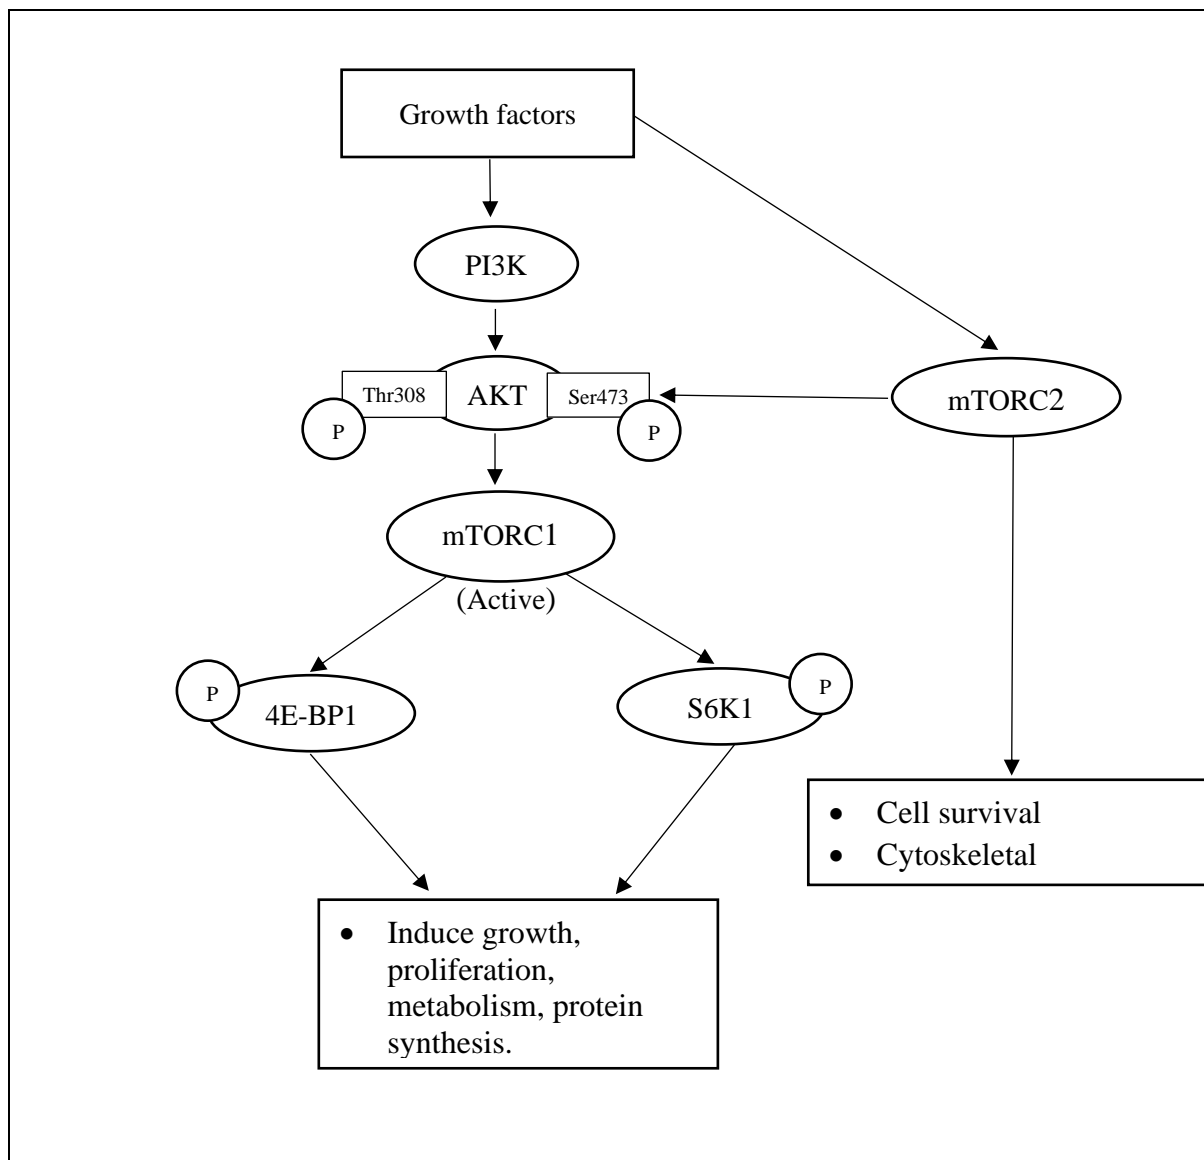 Growth factors
PI3K
Thr308
AKT
Ser473
P
P
mTORC2
mTORC1
(Active)
P
4E-BP1
S6K1
P
• Cell survival
• Cytoskeletal
• Induce growth,
proliferation,
metabolism, protein
synthesis.